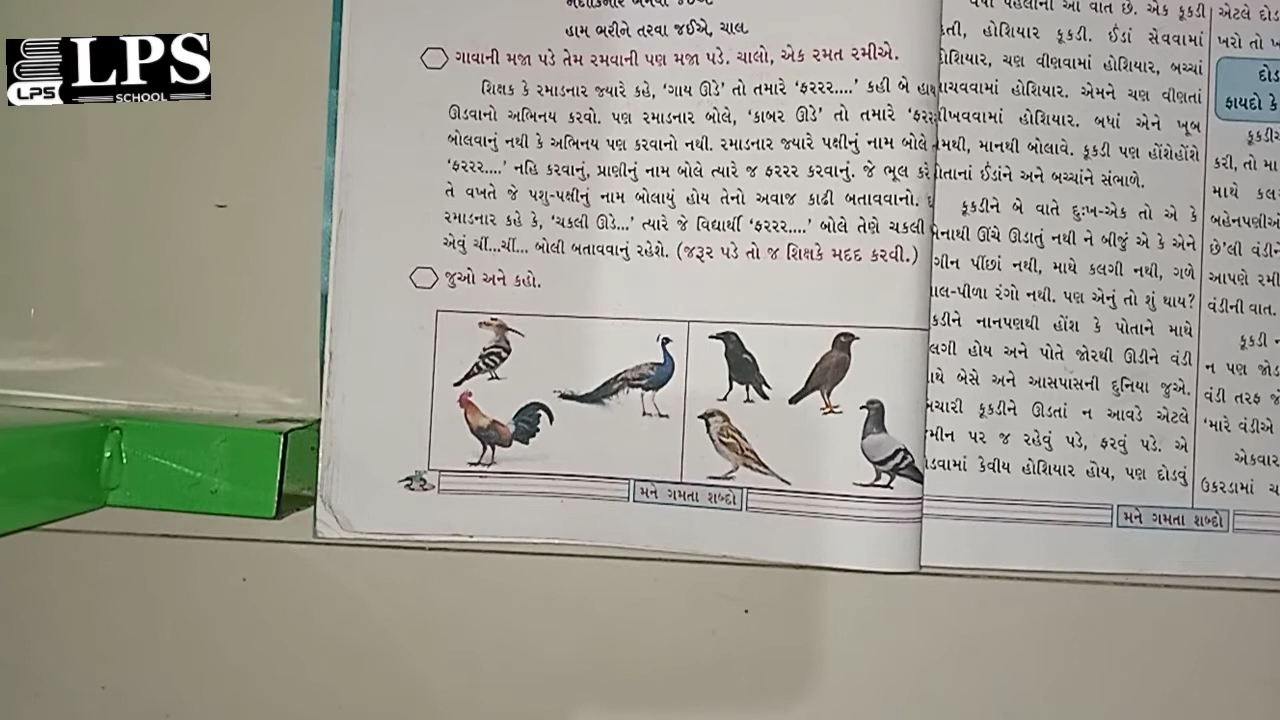 LPS
LPS
SCHOOL
હામ ભરીને તરવા જઈએ, ચાલ
ગાવાની મજા પડે તેમ રમવાની પણ મજા પડે. ચાલો, એક રમત રમીએ.
શિક્ષક કે રમાડનાર જ્યારે કહે, ‘ગાય ઊડે’ તો તમારે ‘ફરરર....’ કહી બે હાથ
ઊડવાનો અભિનય કરવો. પણ રમાડનાર બોલે, ‘કાબર ઊડે’ તો તમારે
બોલવાનું નથી કે અભિનય પણ કરવાનો નથી. રમાડનાર જ્યારે પક્ષીનું નામ બોલે
‘ફરરર....’ નહિ કરવાનું, પ્રાણીનું નામ બોલે ત્યારે જ ફરરર કરવાનું. જે ભૂલ કરે
તે વખતે જે પશુ-પક્ષીનું નામ બોલાયું હોય તેનો અવાજ કાઢી બતાવવાનો.
રમાડનાર કહે કે, ‘ચકલી ઊડે...’ ત્યારે જે વિદ્યાર્થી ‘ફરરર....’ બોલે તેણે ચકલી
એવું ચીં...ચીં... બોલી બતાવવાનું રહેશે. (જરૂર પડે તો જ શિક્ષકે મદદ કરવી.)
જુઓ અને કહો.
મને ગમતા શબ્દો
પહેલાની આ વાત છે. એક કૂકડી
હોશિયાર કૂકડી. ઈંડાં સેવવામાં
ચણ વીણવામાં હોશિયાર, બચ્ચાં
હોશિયાર. એમને ચણ વીણતાં
હોશિયાર. બધાં એને ખૂબ
માનથી બોલાવે. કૂકડી પણ હોંશેહોંશે
ઈંડાંને અને બચ્ચાંને સંભાળે.
કૂકડીને બે વાતે દુઃખ-એક તો એ કે
ઊંચે ઊડાતું નથી ને બીજું એ કે એને
પીંછાં નથી, માથે કલગી નથી, ગળે
લાલ-પીળા રંગો નથી. પણ એનું તો શું થાય?
નાનપણથી હોંશ કે પોતાને માથે
હોય અને પોતે જોરથી ઊડીને વંડી
બેસે અને આસપાસની દુનિયા જુએ.
કૂકડીને ઊડતાં ન આવડે એટલે
પર જ રહેવું પડે, ફરવું પડે. એ
કેવીય હોશિયાર હોય, પણ દોડવું
એટલે
ખરો તો
ફાયદો કે
કરી, તો મા
માથે
છે’લી
આપણે
વંડીની વાત.
કૂકડી
ન પણ જોડ
વંડી તરફ
‘મારે વંડીએ
એકવાર
ઉકરડામાં
મને ગમતા શબ્દો